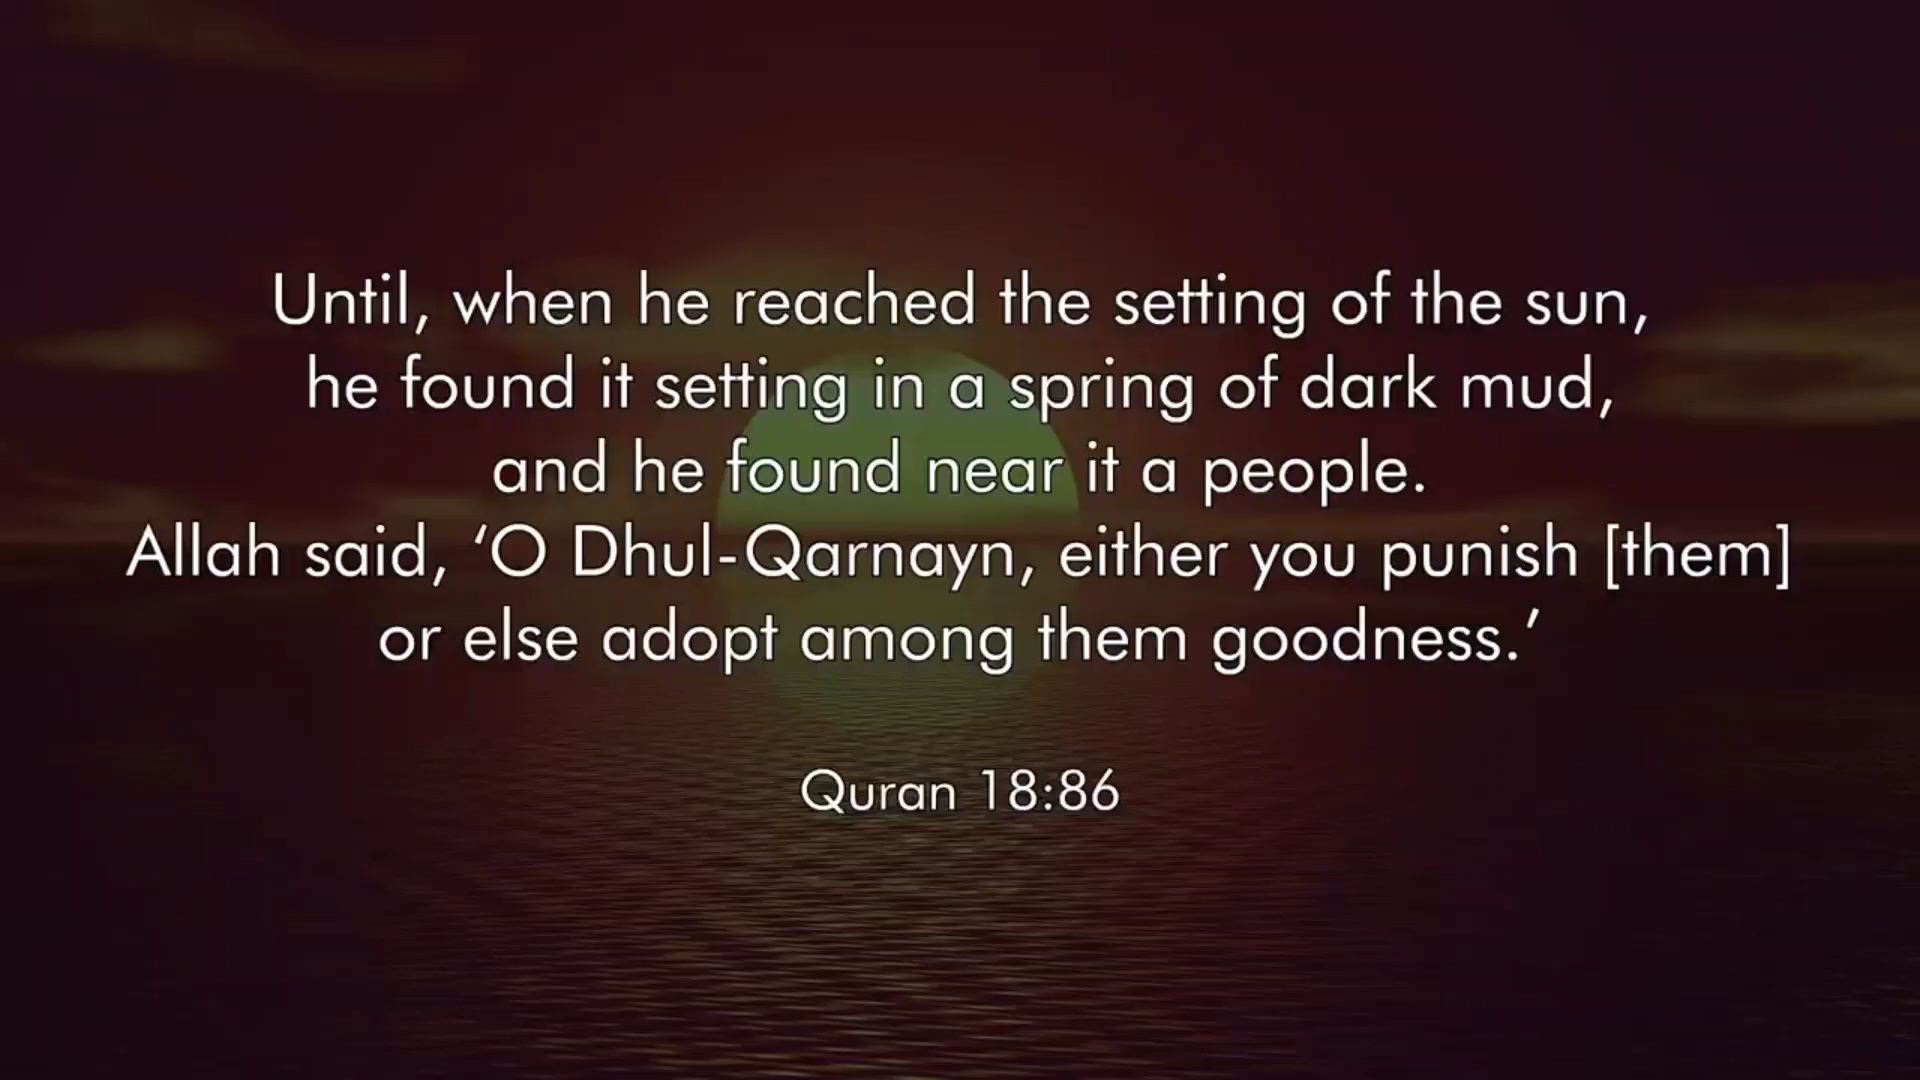 Until, when he reached the setting of the sun,
he found it setting in a spring of dark mud,
and he found near it a people.
Allah said, ‘O Dhul-Qarnayn, either you punish [them]
or else adopt among them goodness.’
Quran 18:86